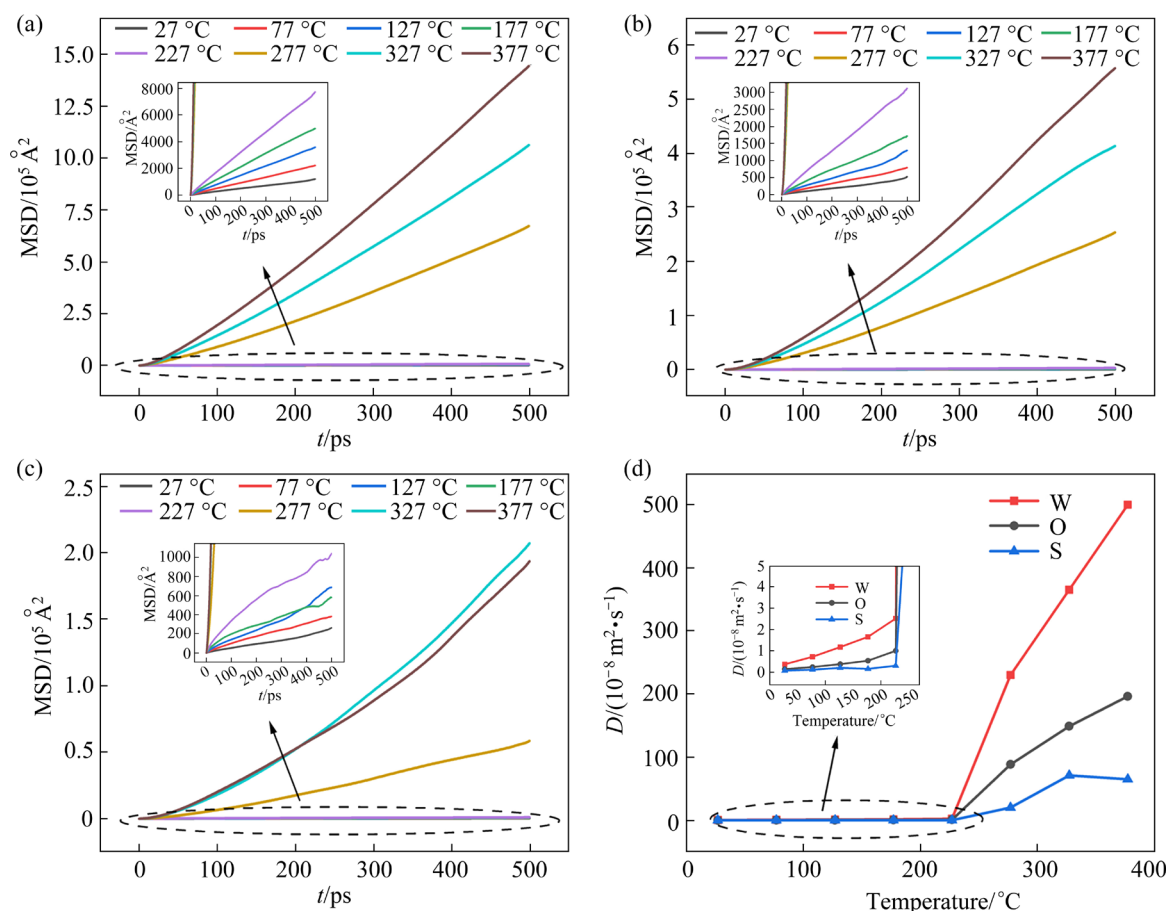 (a)
27 °C 77 °C 127 °C 177 °C
227 °C 277 °C 327 °C 377 °C
MSD/10⁵ Å²
15.0
12.5
10.0
7.5
5.0
2.5
0
0 100 200 300 400 500
t/ps
MSD/Å²
8000
6000
4000
2000
0
0 100 200 300 400 500
t/ps
(b)
27 °C 77 °C 127 °C 177 °C
227 °C 277 °C 327 °C 377 °C
MSD/10⁵ Å²
6
5
4
3
2
1
0
0 100 200 300 400 500
t/ps
MSD/Å²
3000
2500
2000
1500
1000
500
0
0 100 200 300 400 500
t/ps
(c)
27 °C 77 °C 127 °C 177 °C
227 °C 277 °C 327 °C 377 °C
MSD/10⁵ Å²
2.5
2.0
1.5
1.0
0.5
0
0 100 200 300 400 500
t/ps
MSD/Å²
1000
800
600
400
200
0
0 100 200 300 400 500
t/ps
(d)
W
O
S
D/(10⁻⁸ m²•s⁻¹)
500
400
300
200
100
0
0 100 200 300 400
Temperature/°C
D/(10⁻⁸ m²•s⁻¹)
5
4
3
2
1
0
W
O
S
0 50 100 150 200 250
Temperature/°C